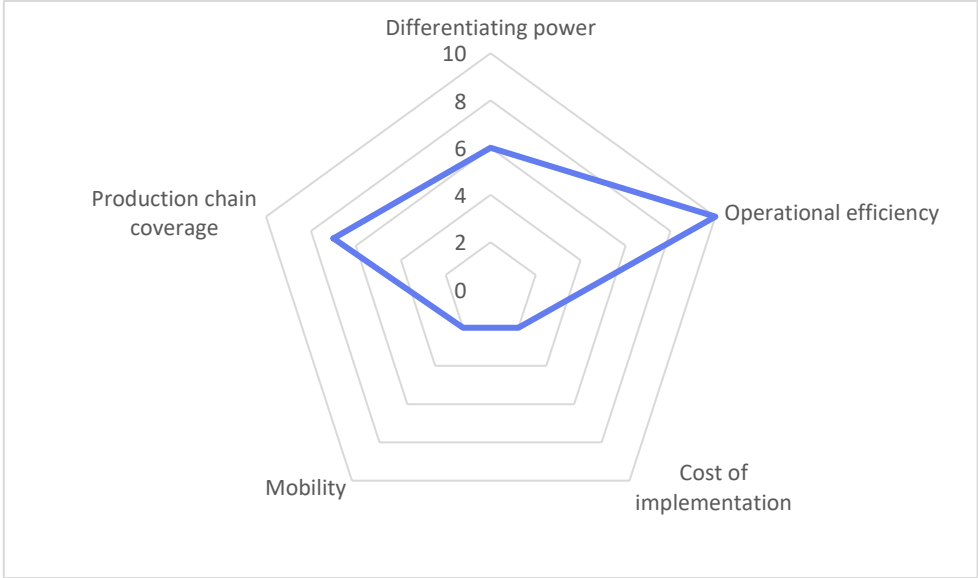 Differentiating power
10
8
6
4
2
0
Production chain
coverage
Operational efficiency
Mobility
Cost of
implementation